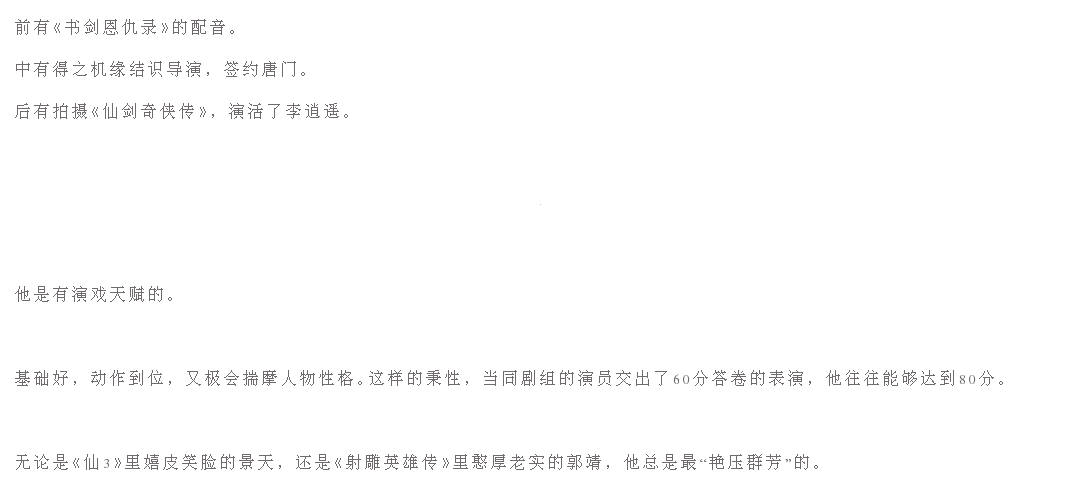 前有《书剑恩仇录》的配音。
中有得之机缘结识导演，签约唐门。
后有拍摄《仙剑奇侠传》，演活了李逍遥。
他是有演戏天赋的。
基础好，动作到位，又极会揣摩人物性格。这样的秉性，当同剧组的演员交出了60分答卷的表演，他往往能够达到80分。
无论是《仙3》里嬉皮笑脸的景天，还是《射雕英雄传》里憨厚老实的郭靖，他总是最“艳压群芳”的。